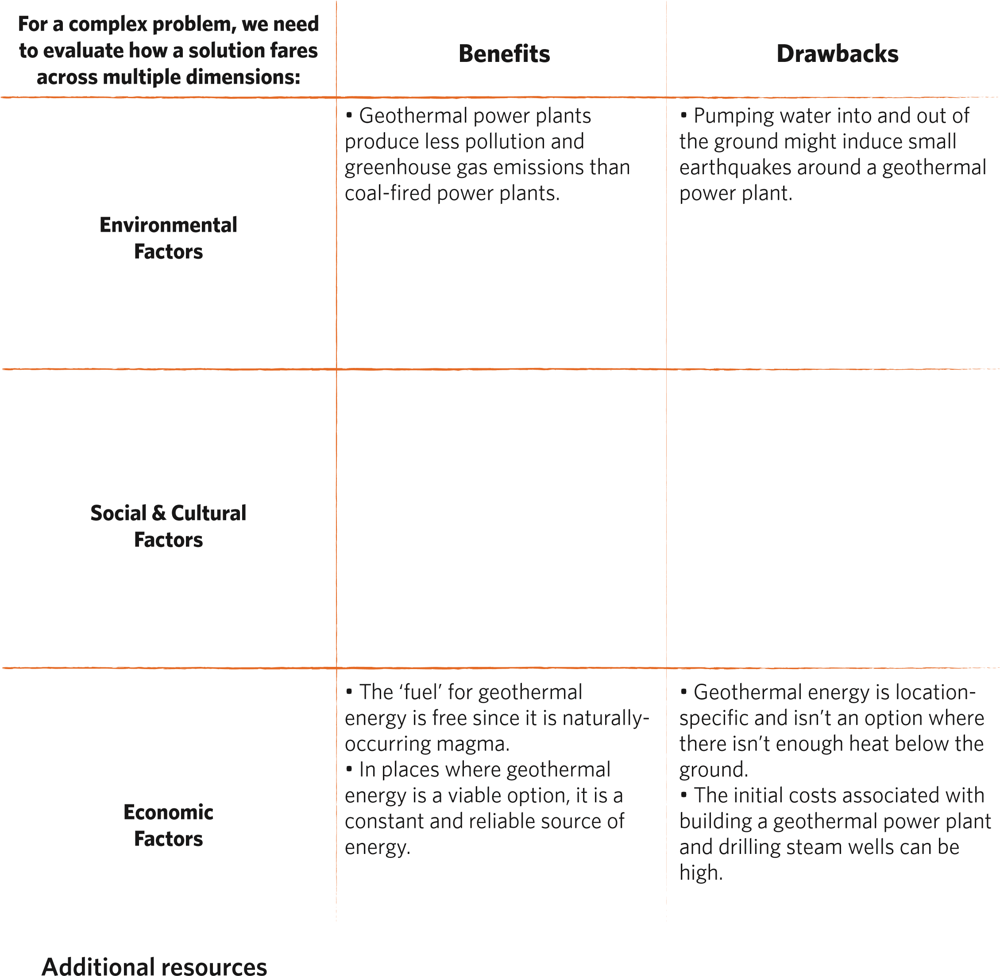 For a complex problem, we need
to evaluate how a solution fares
across multiple dimensions:
Benefits
Drawbacks
Environmental
Factors
• Geothermal power plants
produce less pollution and
greenhouse gas emissions than
coal-fired power plants.
• Pumping water into and out of
the ground might induce small
earthquakes around a geothermal
power plant.
Social & Cultural
Factors
Economic
Factors
• The ‘fuel’ for geothermal
energy is free since it is naturally-
occurring magma.
• In places where geothermal
energy is a viable option, it is a
constant and reliable source of
energy.
• Geothermal energy is location-
specific and isn’t an option where
there isn’t enough heat below the
ground.
• The initial costs associated with
building a geothermal power plant
and drilling steam wells can be
high.
Additional resources